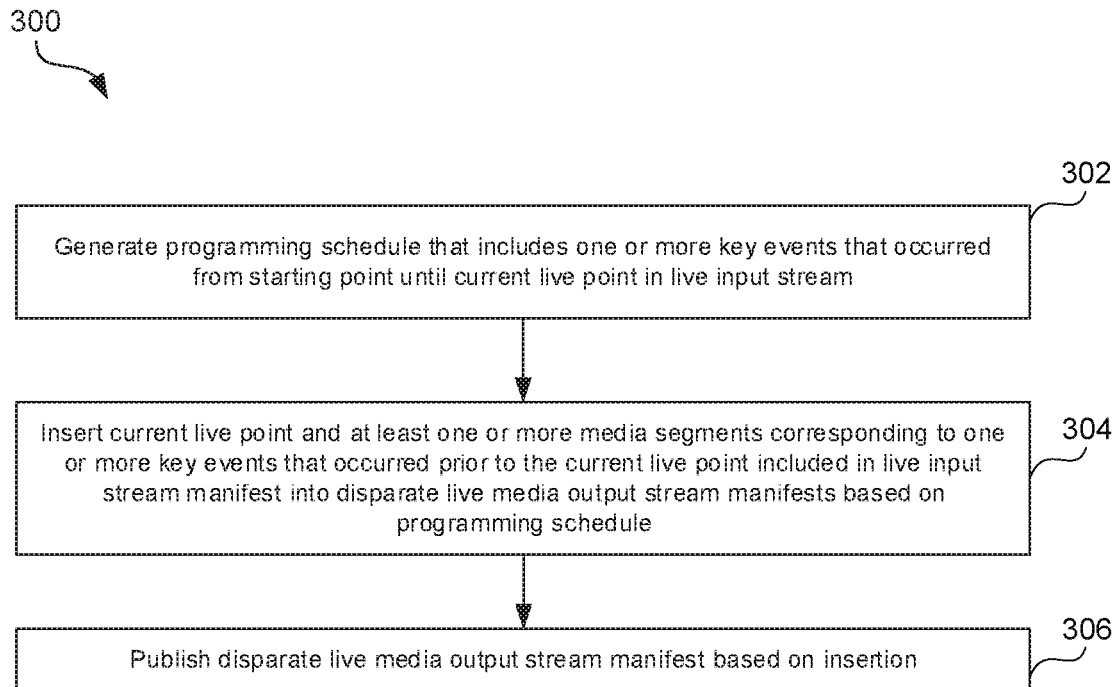 300
302
Generate programming schedule that includes one or more key events that occurred
from starting point until current live point in live input stream
304
Insert current live point and at least one or more media segments corresponding to one
or more key events that occurred prior to the current live point included in live input
stream manifest into disparate live media output stream manifests based on
programming schedule
306
Publish disparate live media output stream manifest based on insertion